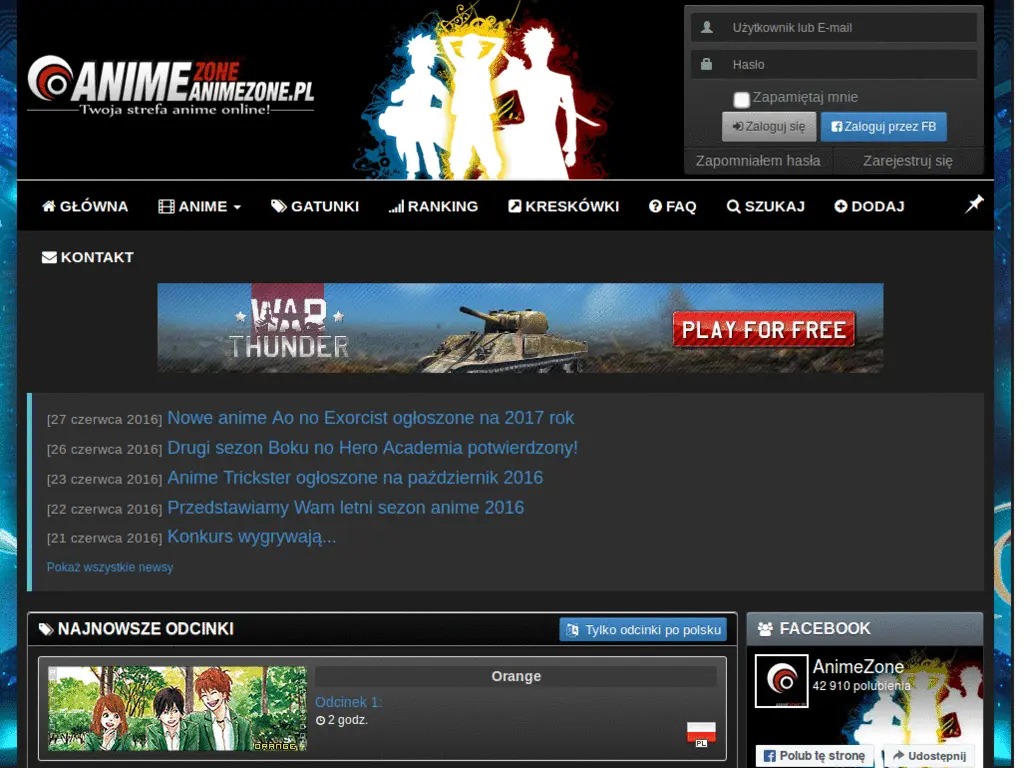 ANIME ZONE
ANIMEZONE.PL
Twoja strefa anime online!
Użytkownik lub E-mail
Hasło
Zapamiętaj mnie
Zaloguj się
Zaloguj przez FB
Zapomniałem hasła
Zarejestruj się
GŁÓWNA ANIME GATUNKI RANKING KRESKÓWKI FAQ SZUKAJ DODAJ
KONTAKT
WAR
THUNDER
PLAY FOR FREE
[27 czerwca 2016] Nowe anime Ao no Exorcist ogłoszone na 2017 rok
[26 czerwca 2016] Drugi sezon Boku no Hero Academia potwierdzony!
[23 czerwca 2016] Anime Trickster ogłoszone na październik 2016
[22 czerwca 2016] Przedstawiamy Wam letni sezon anime 2016
[21 czerwca 2016] Konkurs wygrywają...
Pokaż wszystkie newsy
NAJNOWSZE ODCINKI
Tylko odcinki po polsku
ORANGE
Orange
Odcinek 1:
2 godz.
PL
FACEBOOK
AnimeZone
42 910 polubienia
Polub tę stronę
Udostępnij